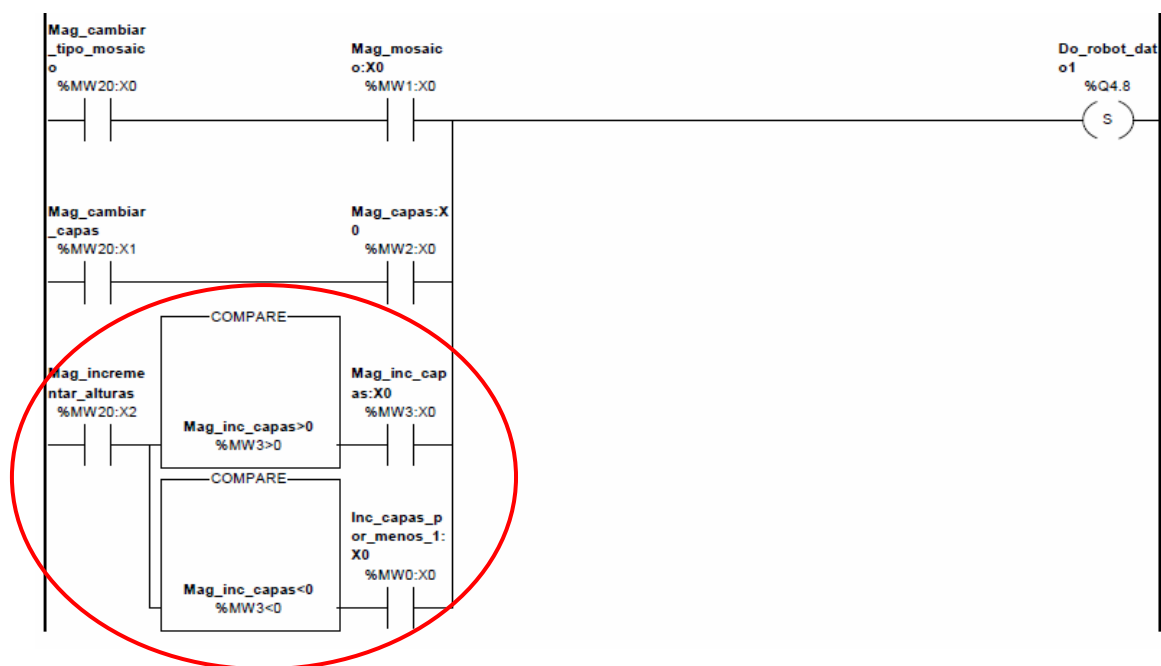 Mag_cambiar
_tipo_mosaic
o
%MW20:X0
Mag_mosaic
o:X0
%MW1:X0
Do_robot_dat
o1
%Q4.8
S
Mag_cambiar
_capas
%MW20:X1
Mag_capas:X
0
%MW2:X0
COMPARE
Mag_increme
ntar_alturas
%MW20:X2
Mag_inc_capas>0
%MW3>0
Mag_inc_cap
as:X0
%MW3:X0
COMPARE
Mag_inc_capas<0
%MW3<0
Inc_capas_p
or_menos_1:
X0
%MW0:X0